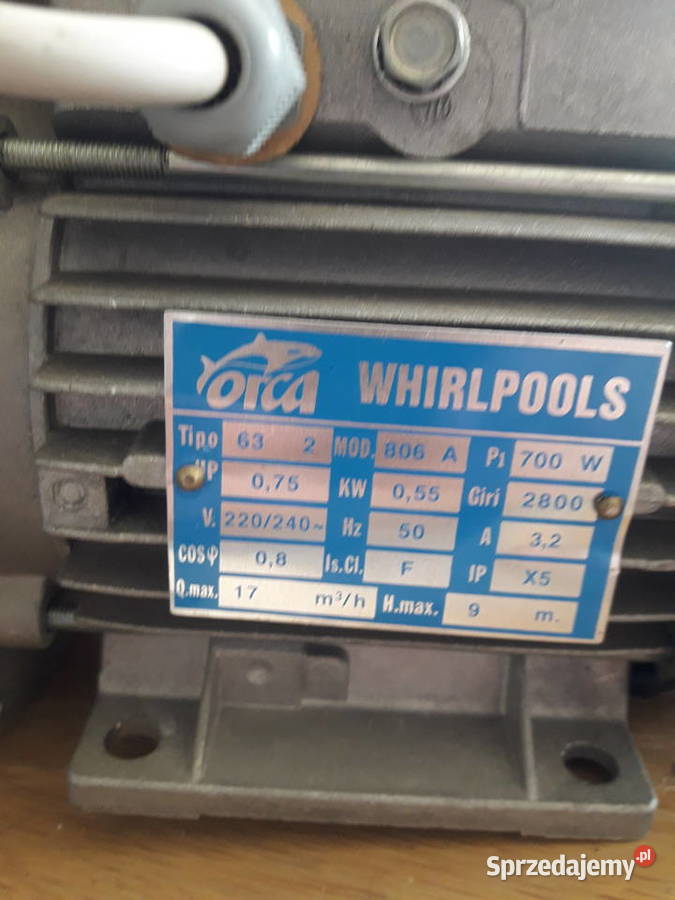 orca WHIRLPOOLS
Tipo 63 2 MOD. 806 A P1 700 W
HP 0,75 KW 0,55 Giri 2800
V. 220/240~ Hz 50 A 3,2
COSφ 0,8 Is.Cl. F IP X5
Q.max. 17 m³/h H.max. 9 m.
Sprzedajemy.pl